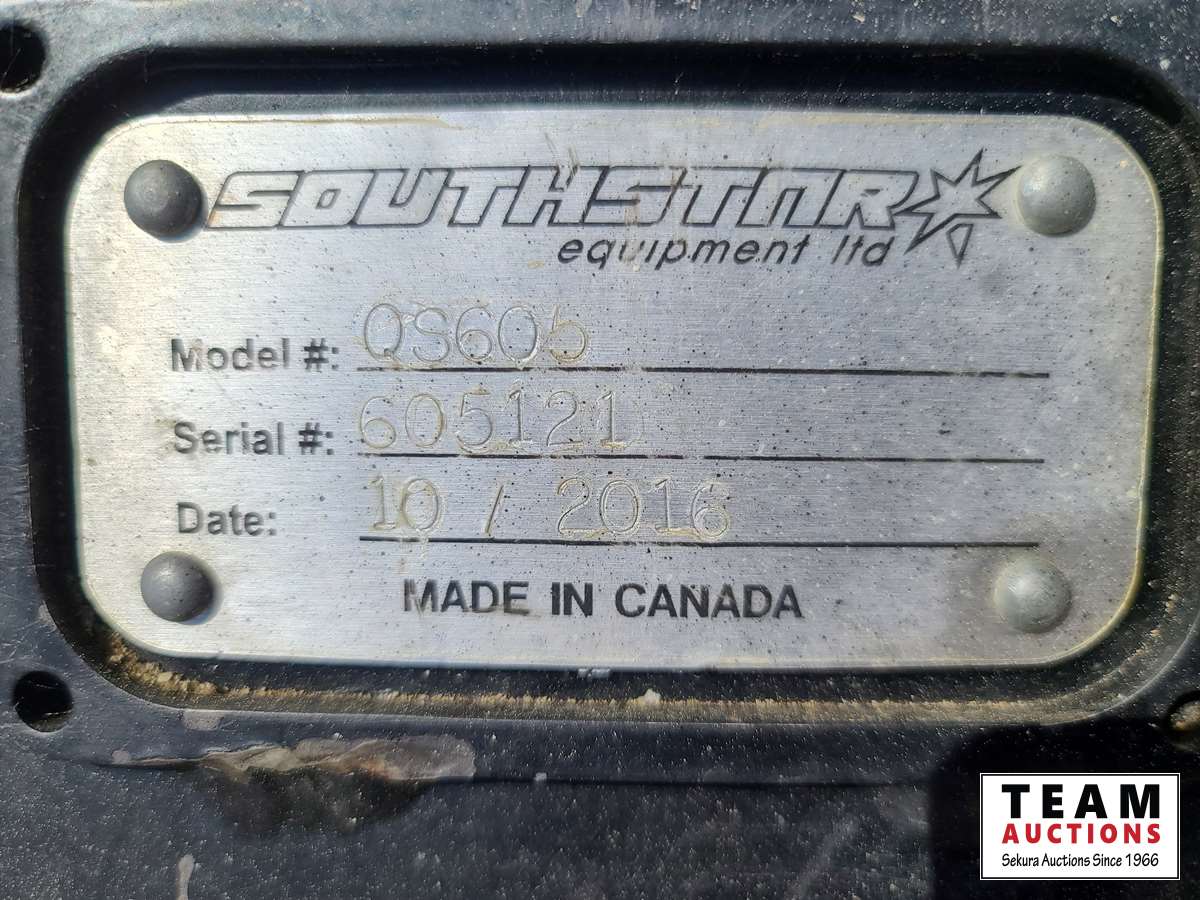 SOUTHSTAR
equipment ltd
Model #: QS605
Serial #: 605121
Date: 10 / 2016
MADE IN CANADA
TEAM
AUCTIONS
Sekura Auctions Since 1966